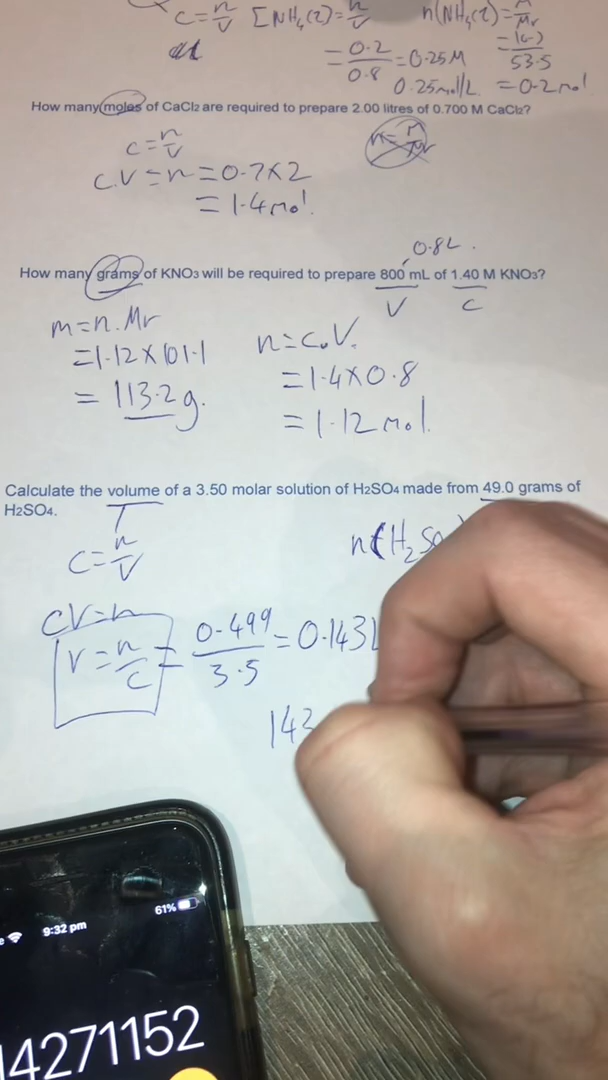 c = n/V [NH₄(2) = n/V n(NH₄(2) = m/Mr
= 0.2/0.8 = 0.25M
53.5
0.25mol/L = 0.2mol
How many moles of CaCl₂ are required to prepare 2.00 litres of 0.700 M CaCl₂?
c = n/V n = m/Mr
c.V = n = 0.7 x 2
= 1.4mol.
0.8L.
How many grams of KNO₃ will be required to prepare 800 mL of 1.40 M KNO₃?
V C
m = n.Mr n = c.V.
= 1.12 x 101.1 = 1.4 x 0.8
= 113.2g. = 1.12mol.
Calculate the volume of a 3.50 molar solution of H₂SO₄ made from 49.0 grams of
H₂SO₄.
c = n/V n(H₂SO
CV = n
V = n/C = 0.499/3.5 = 0.143L
143
61%
9:32 pm
4271152